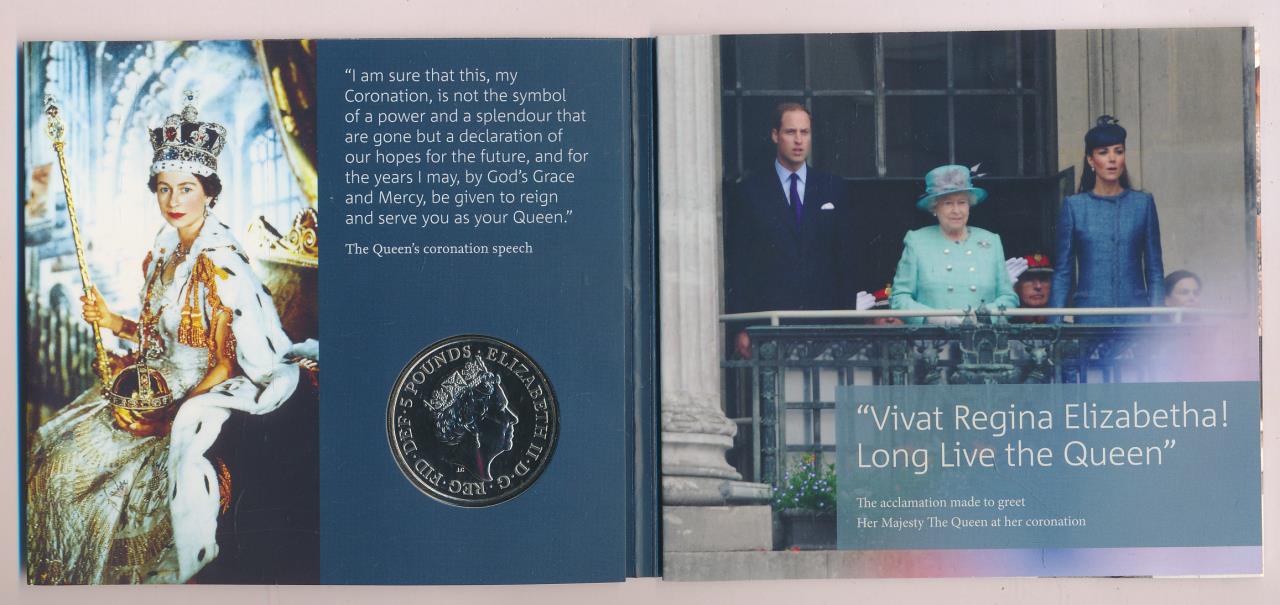 “I am sure that this, my
Coronation, is not the symbol
of a power and a splendour that
are gone but a declaration of
our hopes for the future, and for
the years I may, by God’s Grace
and Mercy, be given to reign
and serve you as your Queen.”
The Queen’s coronation speech
ELIZABETH II·D·G·REG·FID·DEF·5 POUNDS·
“Vivat Regina Elizabetha!
Long Live the Queen”
The acclamation made to greet
Her Majesty The Queen at her coronation